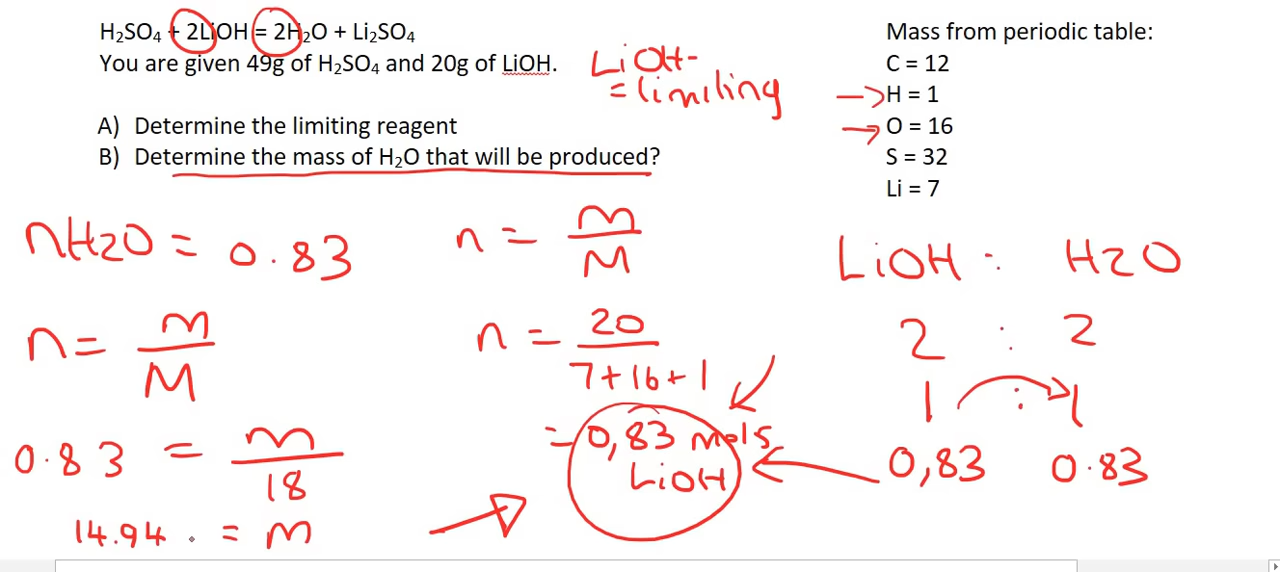 H₂SO₄ + 2LiOH = 2H₂O + Li₂SO₄
You are given 49g of H₂SO₄ and 20g of LiOH.
LiOH-
= limiting
A) Determine the limiting reagent
B) Determine the mass of H₂O that will be produced?
Mass from periodic table:
C = 12
H = 1
O = 16
S = 32
Li = 7
nH2O = 0.83
n = m/M
0.83 = m/18
14.94 . = m
n = m/M
n = 20/7+16+1
= 0,83 mols
LiOH
LiOH : H2O
2 : 2
1 : 1
0,83 0.83